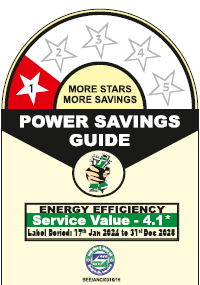 1
2
3
4
5
MORE STARS
MORE SAVINGS
POWER SAVINGS
GUIDE
ENERGY EFFICIENCY
Service Value - 4.1*
Label Period: 17th Jan 2024 to 31st Dec 2025